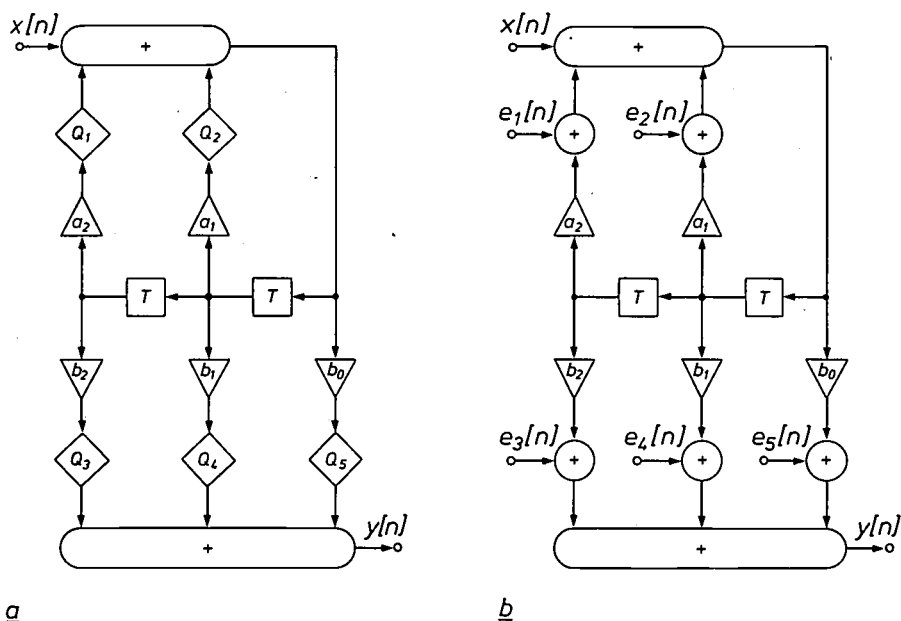 x[n]
+
Q1
Q2
a2
a1
T
T
b2
b1
b0
Q3
Q4
Q5
+
y[n]
a
x[n]
+
e1[n]
+
e2[n]
+
a2
a1
T
T
b2
b1
b0
e3[n]
+
e4[n]
+
e5[n]
+
+
y[n]
b